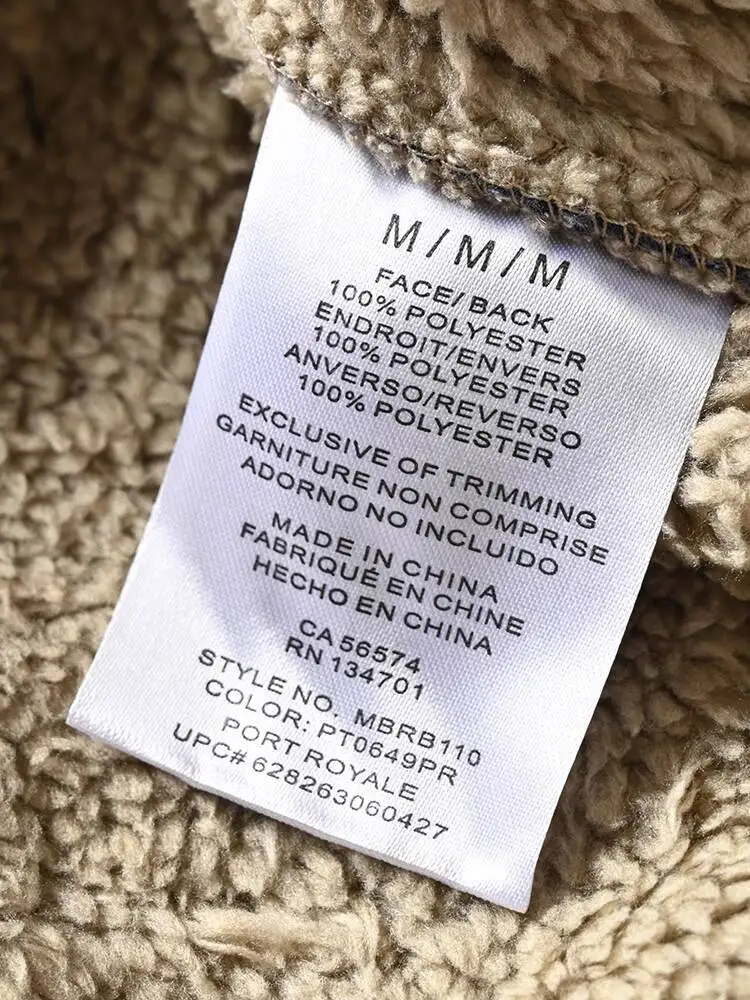 M/M/M
FACE/BACK
100% POLYESTER
ENDROIT/ENVERS
100% POLYESTER
ANVERSO/REVERSO
100% POLYESTER
EXCLUSIVE OF TRIMMING
GARNITURE NON COMPRISE
ADORNO NO INCLUIDO
MADE IN CHINA
FABRIQUÉ EN CHINE
HECHO EN CHINA
CA 56574
RN 134701
STYLE NO. MBRB110
COLOR: PT0649PR
PORT ROYALE
UPC# 628263060427